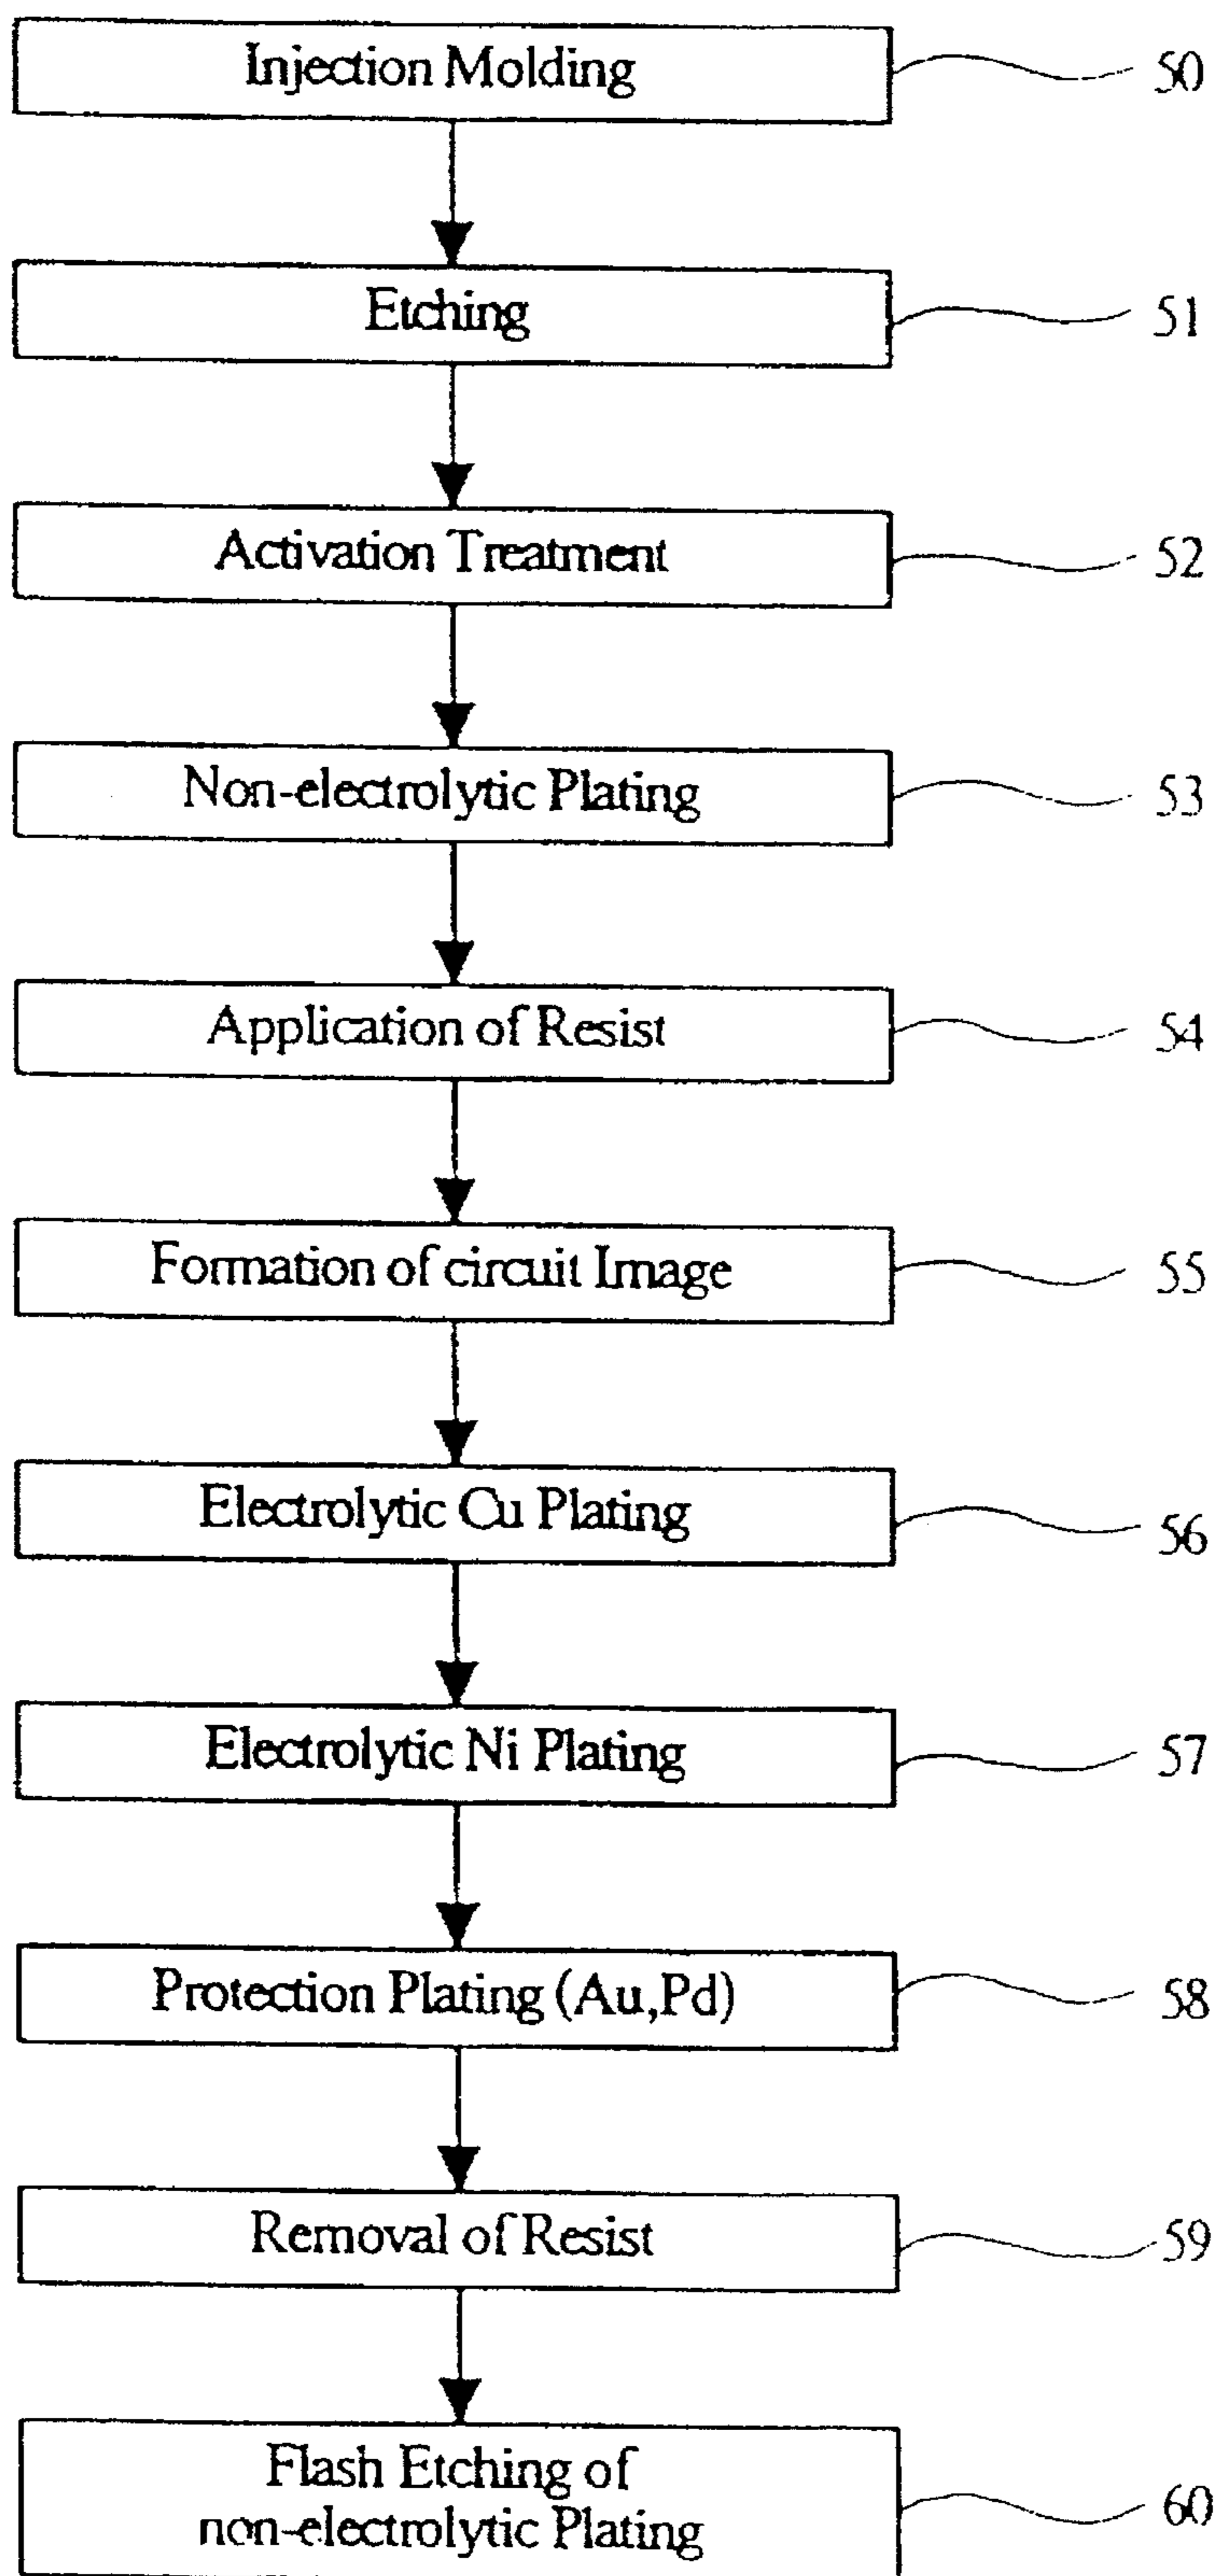 Injection Molding 50
Etching 51
Activation Treatment 52
Non-electrolytic Plating 53
Application of Resist 54
Formation of circuit Image 55
Electrolytic Cu Plating 56
Electrolytic Ni Plating 57
Protection Plating (Au,Pd) 58
Removal of Resist 59
Flash Etching of
non-electrolytic Plating 60